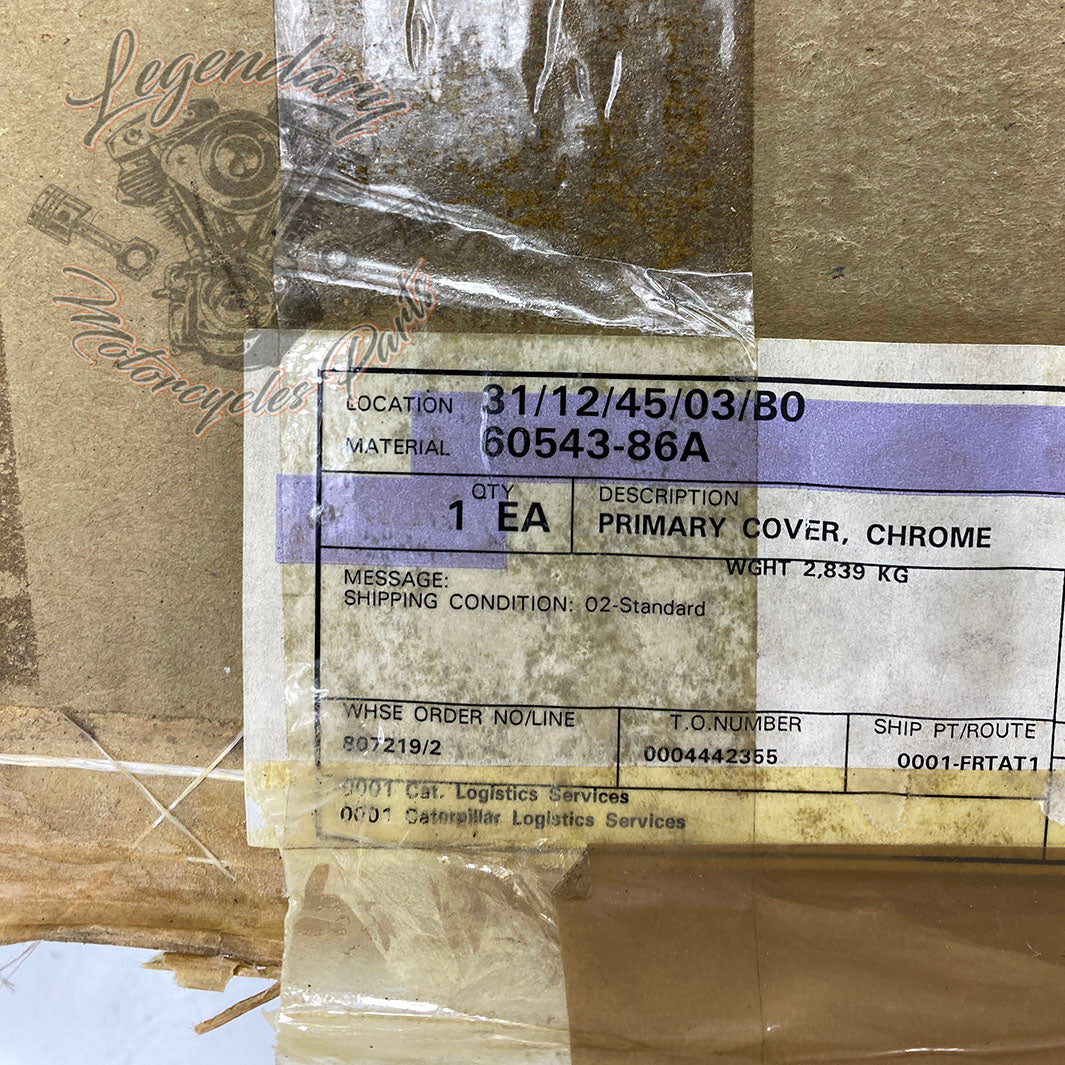 Legendary
Motorcycles Parts
LOCATION 31/12/45/03/B0
MATERIAL 60543-86A
QTY
1 EA
DESCRIPTION
PRIMARY COVER, CHROME
WGHT 2,839 KG
MESSAGE:
SHIPPING CONDITION: 02-Standard
WHSE ORDER NO/LINE
807219/2
T.O.NUMBER
0004442355
SHIP PT/ROUTE
0001-FRTAT1
0001 Cat. Logistics Services
0001 Caterpillar Logistics Services